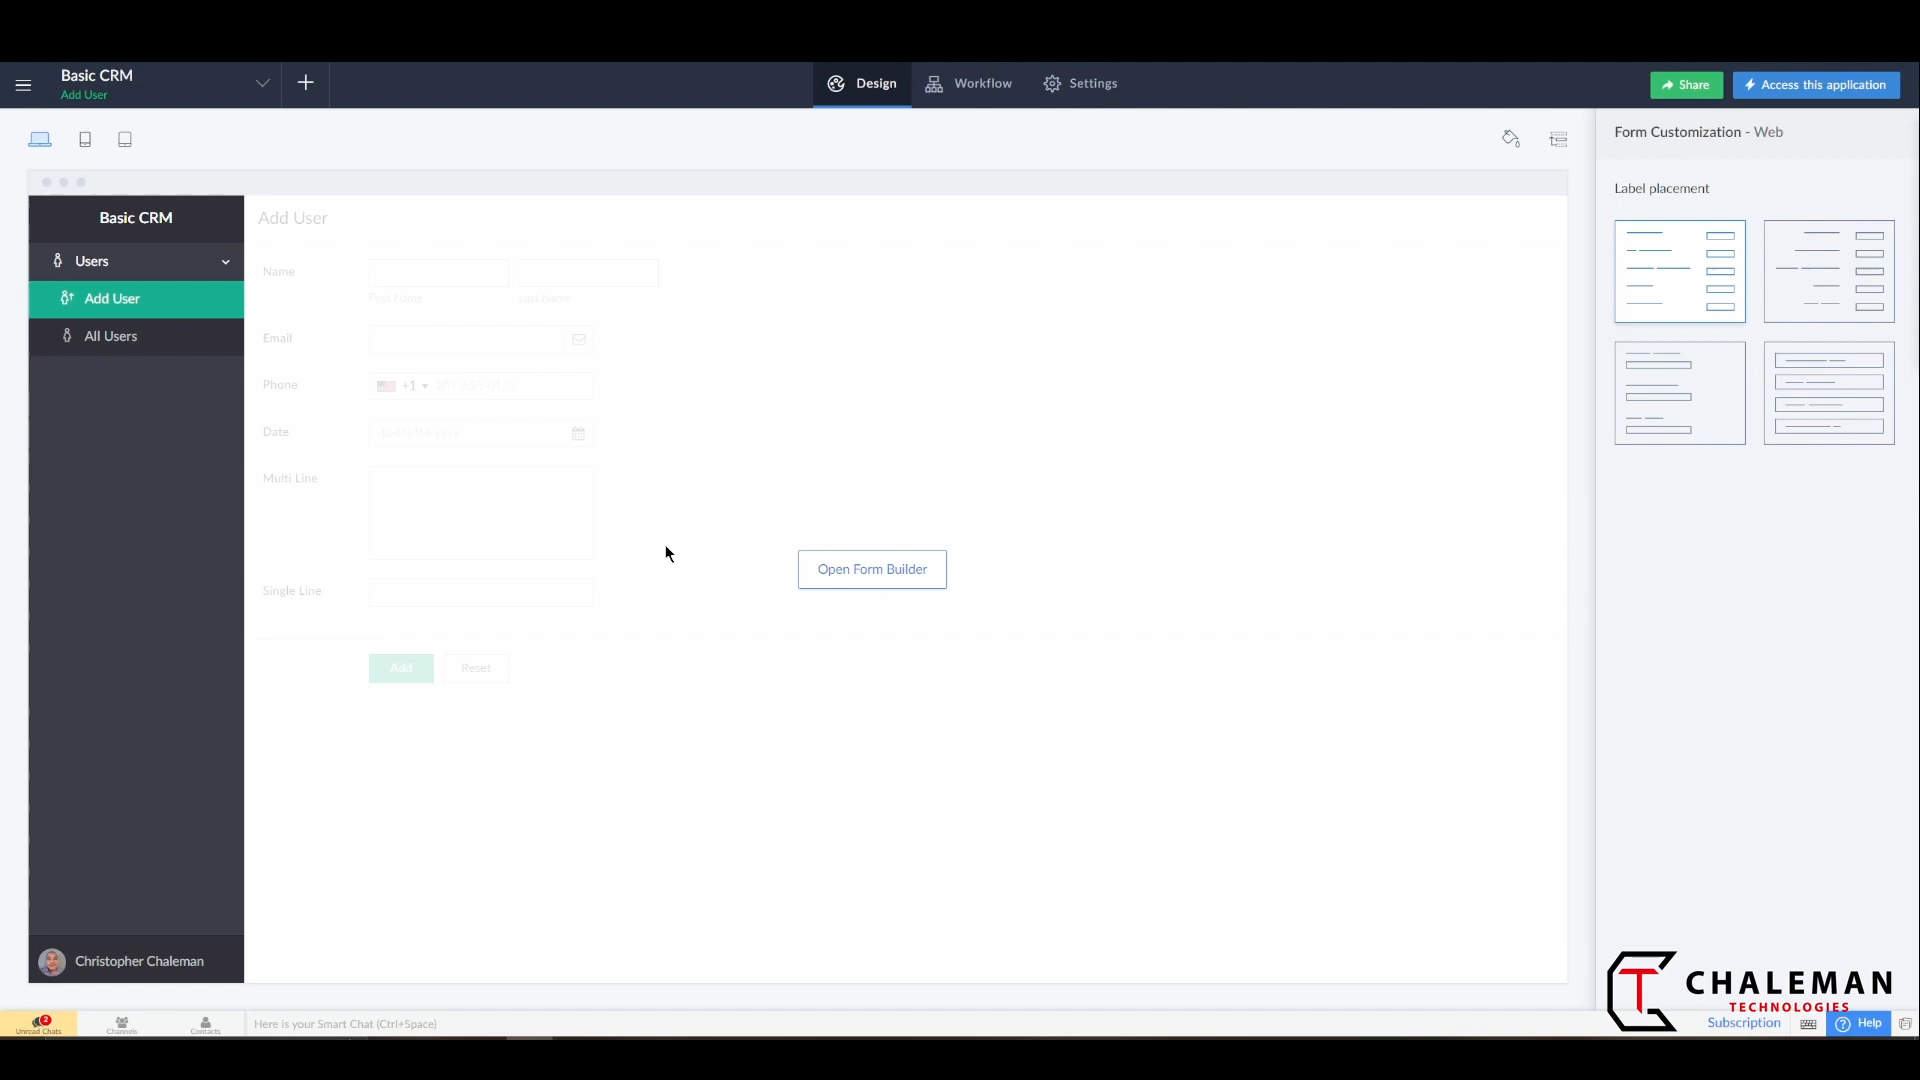 Basic CRM
Add User
Design
Workflow
Settings
Share
Access this application
Form Customization - Web
Label placement
Basic CRM
Users
Add User
All Users
Christopher Chaleman
Add User
Name
First Name
Last Name
Email
Phone
+1
Date
Multi Line
Single Line
Add
Reset
Open Form Builder
CHALEMAN
TECHNOLOGIES
2
Unread Chats
Channels
Contacts
Here is your Smart Chat (Ctrl+Space)
Subscription
Help